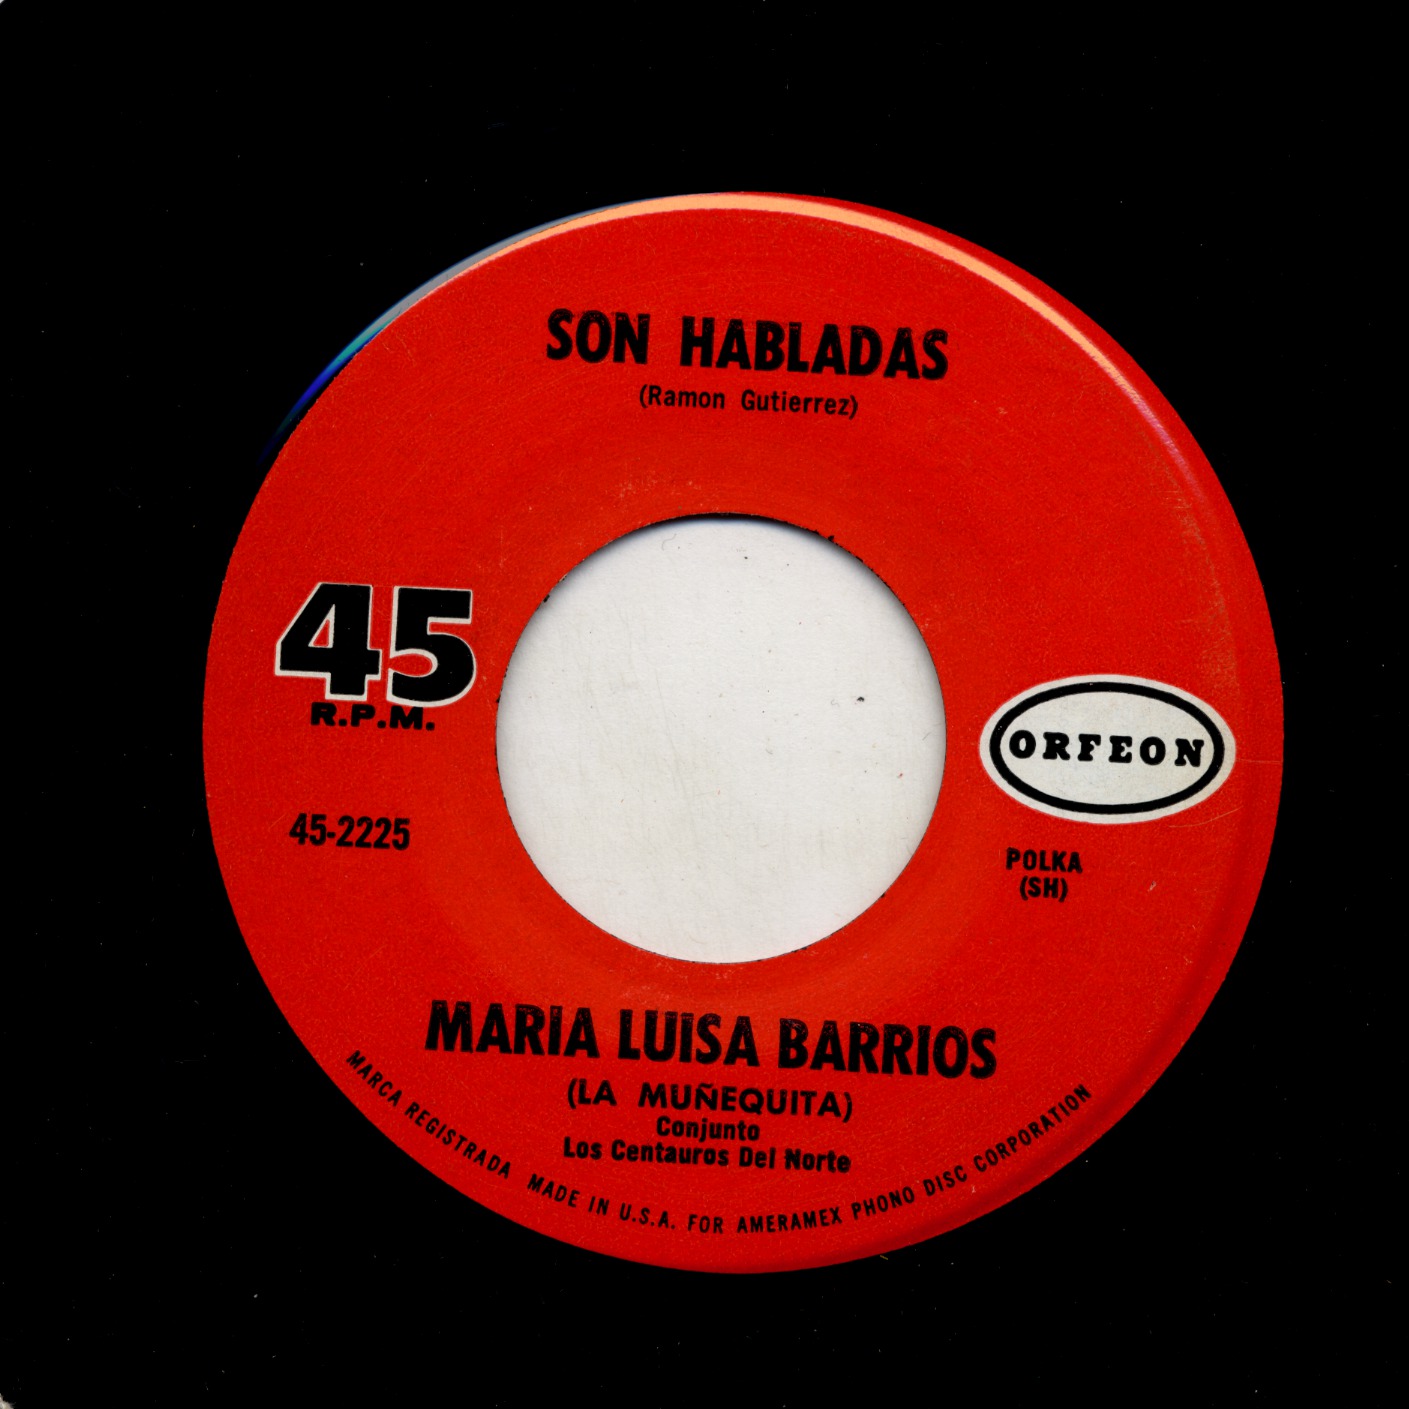 SON HABLADAS
(Ramon Gutierrez)
45
R.P.M.
ORFEON
45-2225
POLKA
(SH)
MARIA LUISA BARRIOS
(LA MUÑEQUITA)
Conjunto
Los Centauros Del Norte
MARCA REGISTRADA MADE IN U.S.A. FOR AMERAMEX PHONO DISC CORPORATION